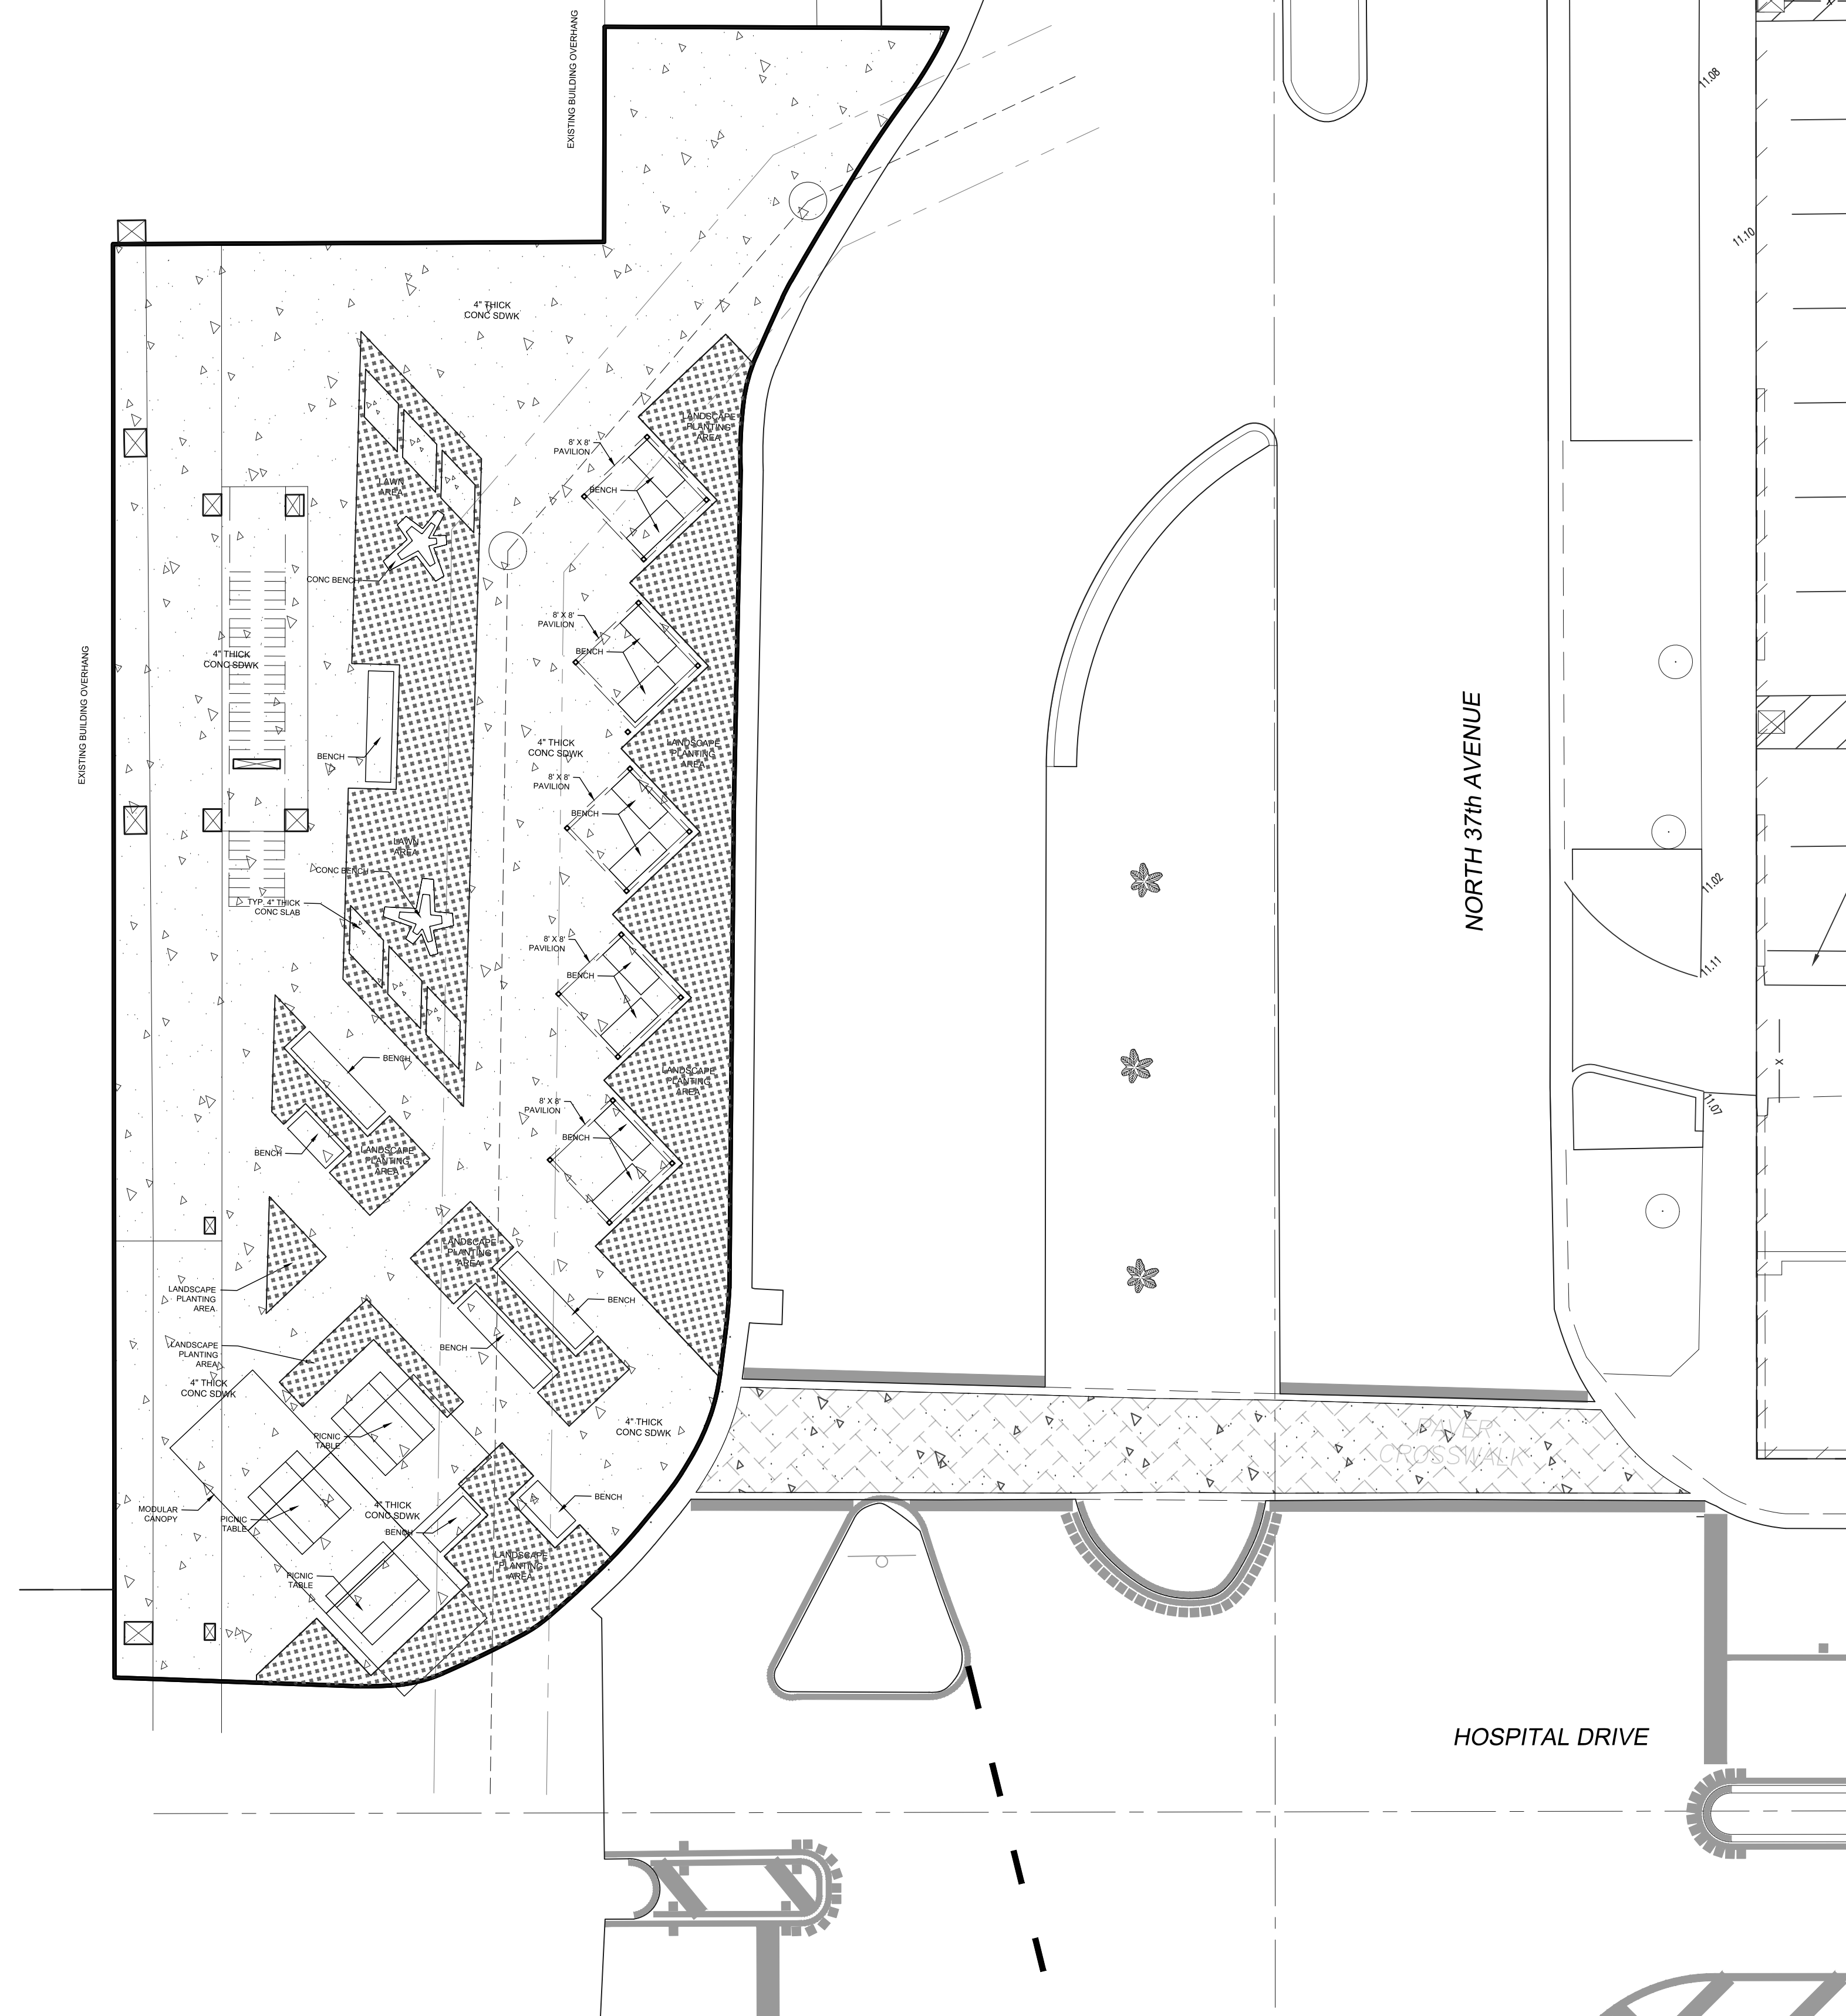 EXISTING BUILDING OVERHANG
11.08
11.10
4" THICK
CONC SDWK
LANDSCAPE
PLANTING
AREA
8' X 8'
PAVILION
BENCH
LAWN
AREA
CONC BENCH
8' X 8'
PAVILION
BENCH
4" THICK
CONC SDWK
EXISTING BUILDING OVERHANG
BENCH
4" THICK
CONC SDWK
LANDSCAPE
PLANTING
AREA
8' X 8'
PAVILION
BENCH
NORTH 37th AVENUE
LAWN
AREA
CONC BENCH
TYP. 4" THICK
CONC SLAB
11.02
8' X 8'
PAVILION
BENCH
11.11
BENCH
LANDSCAPE
PLANTING
AREA
X
8' X 8'
PAVILION
BENCH
11.07
BENCH
LANDSCAPE
PLANTING
AREA
LANDSCAPE
PLANTING
AREA
LANDSCAPE
PLANTING
AREA
BENCH
BENCH
LANDSCAPE
PLANTING
AREA
4" THICK
CONC SDWK
4" THICK
CONC SDWK
PICNIC
TABLE
PAVER
CROSSWALK
MODULAR
CANOPY
PICNIC
TABLE
4" THICK
CONC SDWK
BENCH
BENCH
LANDSCAPE
PLANTING
AREA
PICNIC
TABLE
HOSPITAL DRIVE